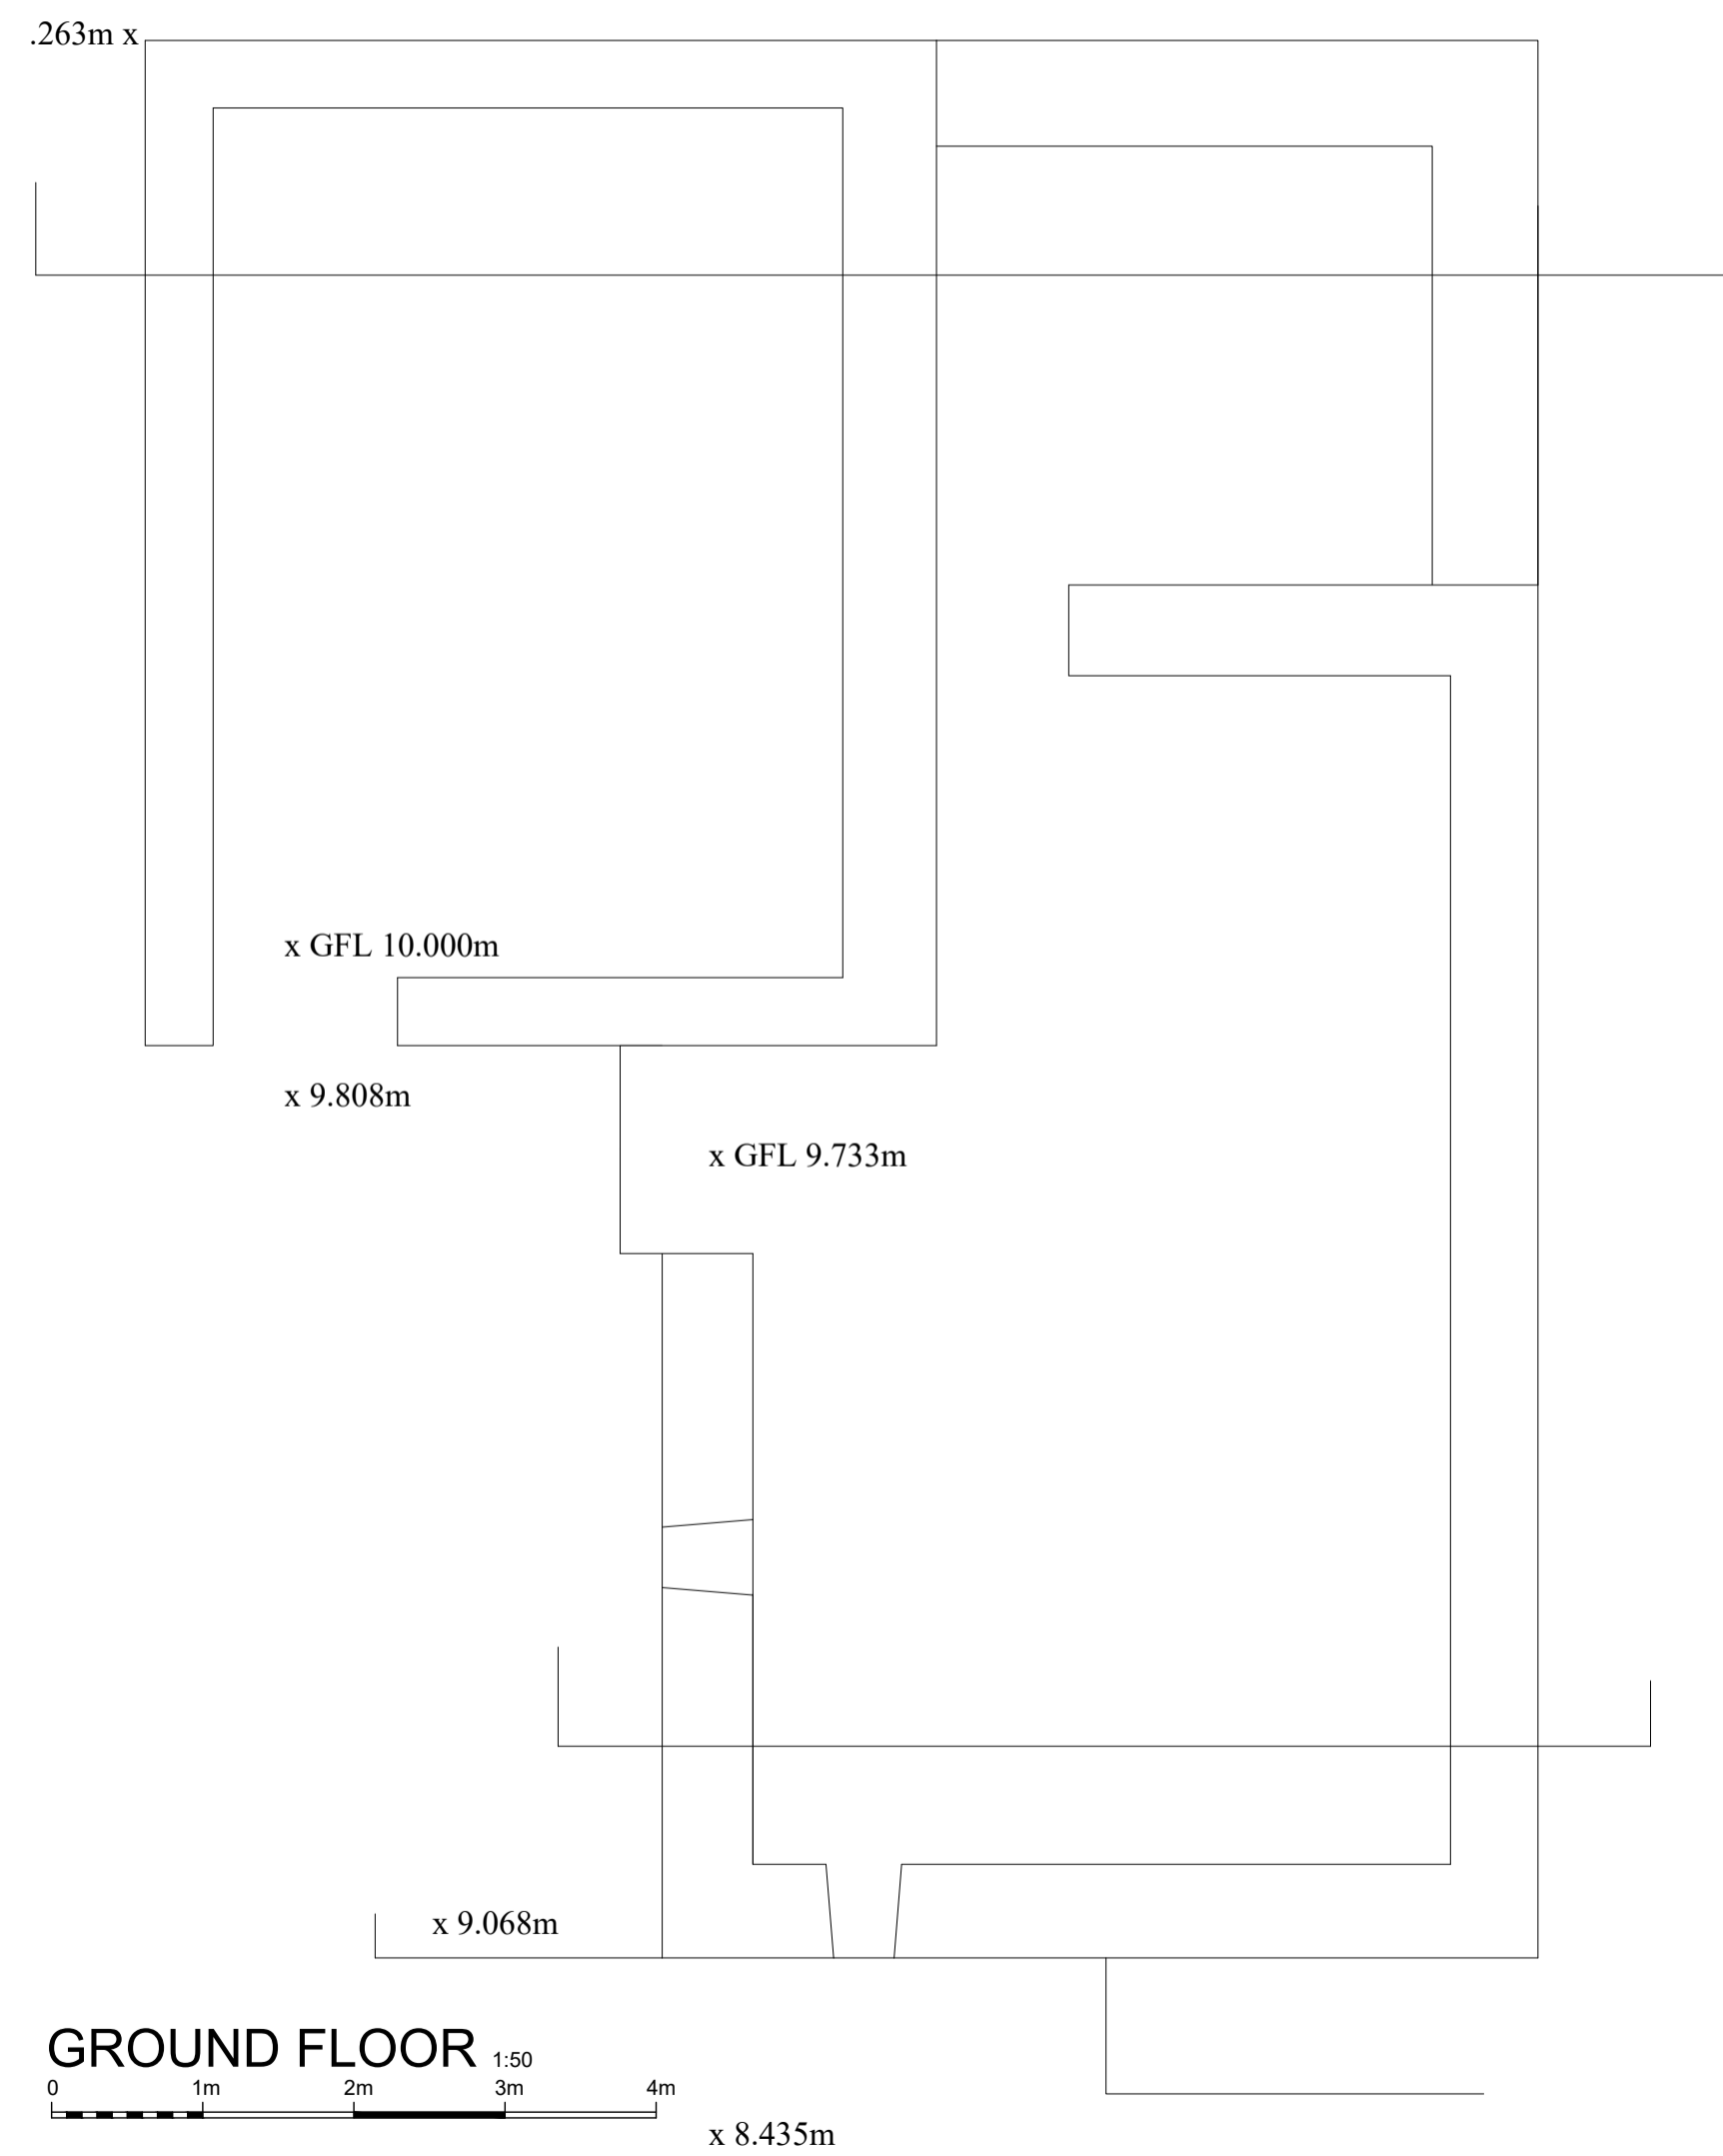 .263m x
x GFL 10.000m
x 9.808m
x GFL 9.733m
x 9.068m
GROUND FLOOR 1:50
0 1m 2m 3m 4m
x 8.435m